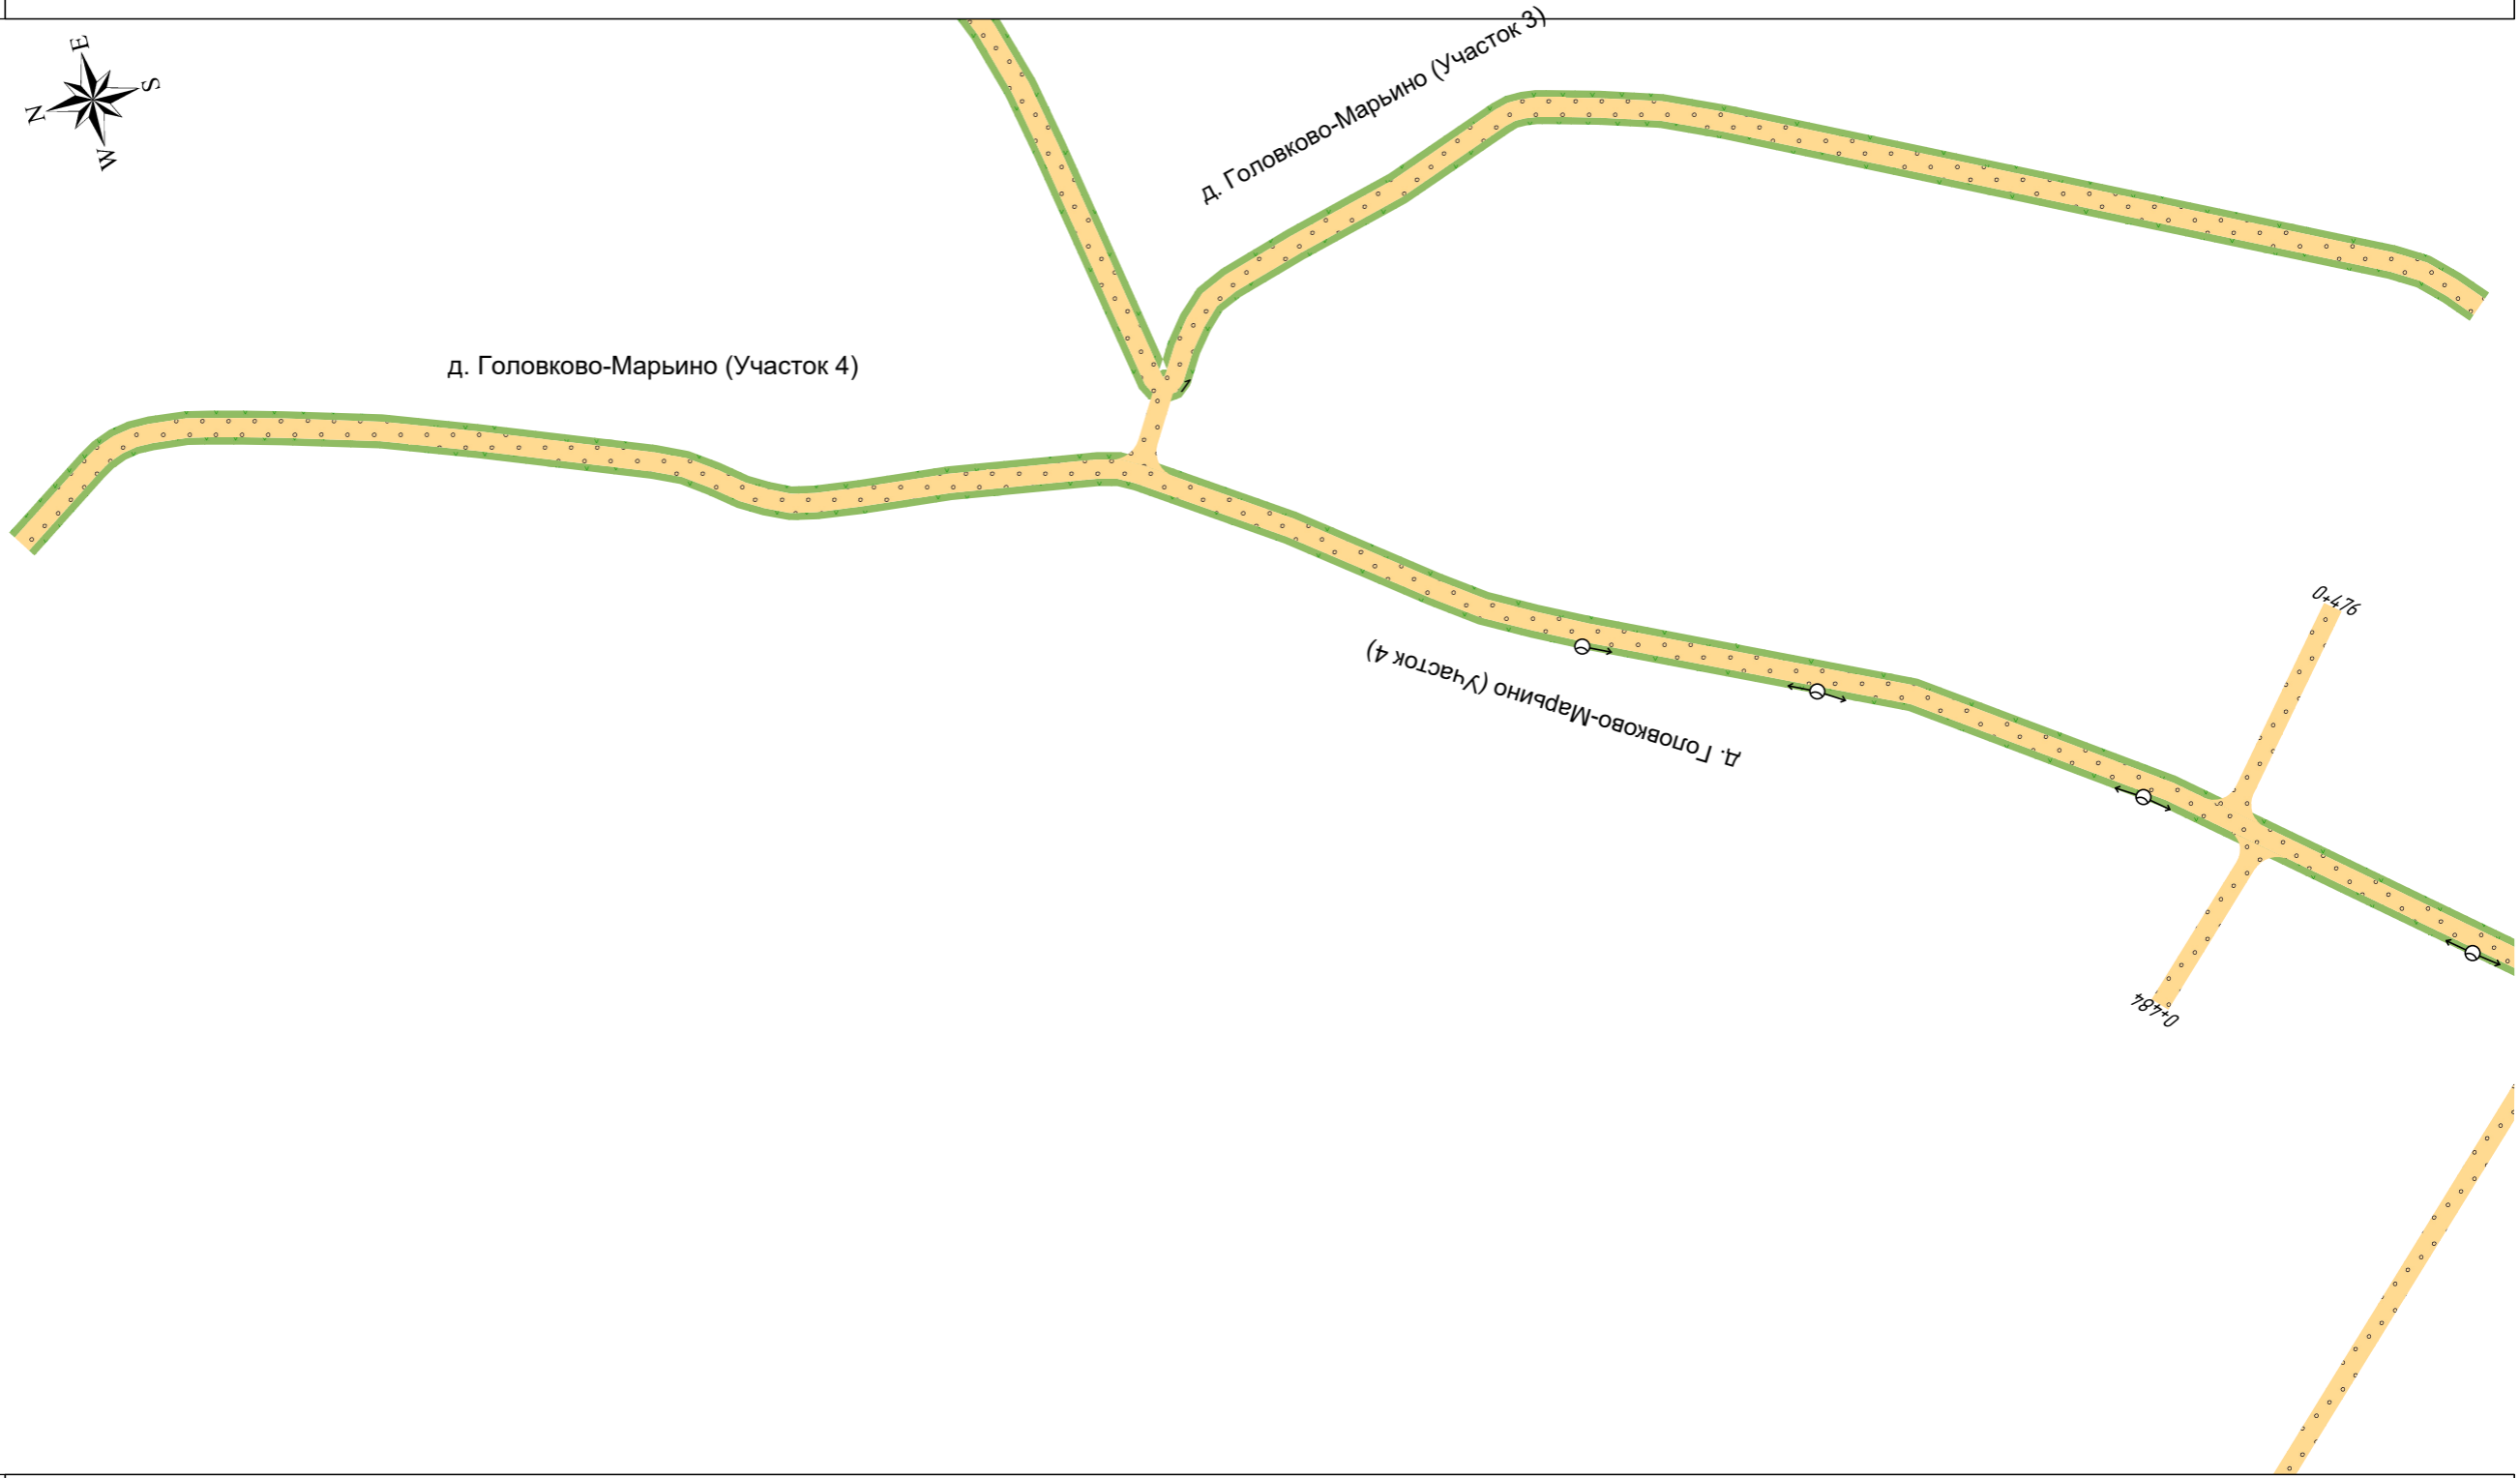 E
S
N
W
д. Головково-Марьино (Участок 3)
д. Головково-Марьино (Участок 4)
0+476
д. Головково-Марьино (Участок 4)
0+484